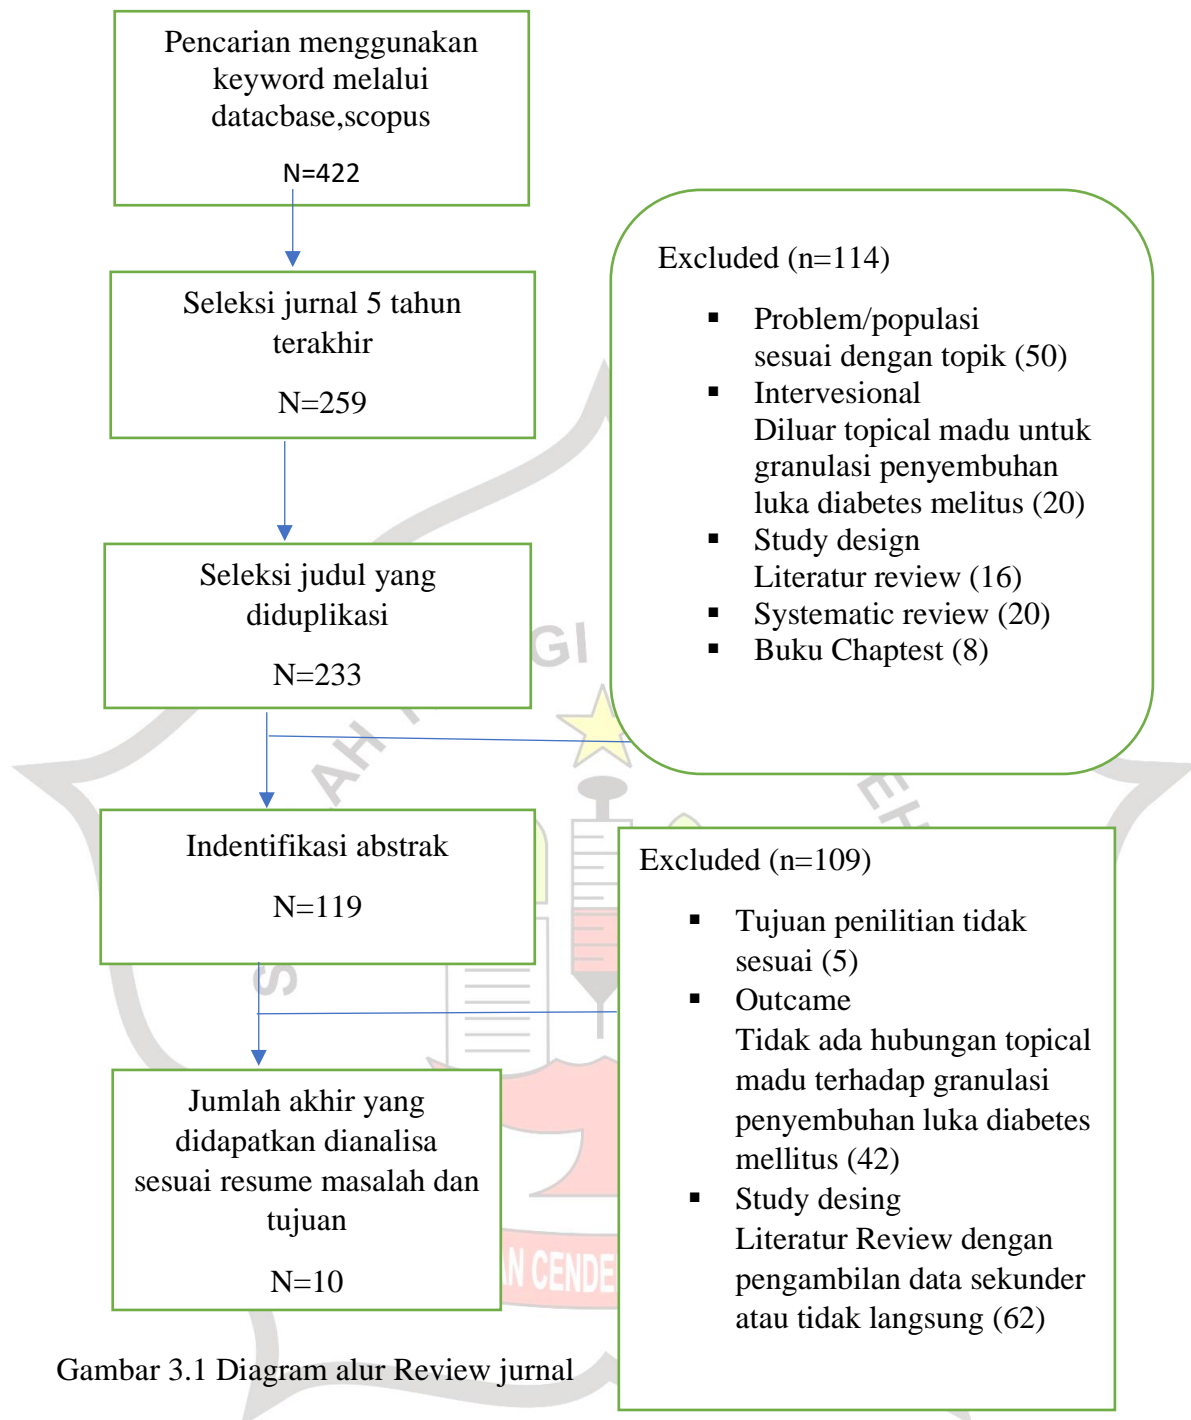 Pencarian menggunakan
keyword melalui
datacbase,scopus
N=422
Seleksi jurnal 5 tahun
terakhir
N=259
Seleksi judul yang
diduplikasi
N=233
Excluded (n=114)
▪ Problem/populasi
sesuai dengan topik (50)
▪ Intervesional
Diluar topical madu untuk
granulasi penyembuhan
luka diabetes melitus (20)
▪ Study design
Literatur review (16)
▪ Systematic review (20)
▪ Buku Chaptest (8)
Indentifikasi abstrak
N=119
Excluded (n=109)
▪ Tujuan penilitian tidak
sesuai (5)
▪ Outcame
Tidak ada hubungan topical
madu terhadap granulasi
penyembuhan luka diabetes
mellitus (42)
▪ Study desing
Literatur Review dengan
pengambilan data sekunder
atau tidak langsung (62)
Jumlah akhir yang
didapatkan dianalisa
sesuai resume masalah dan
tujuan
N=10
Gambar 3.1 Diagram alur Review jurnal